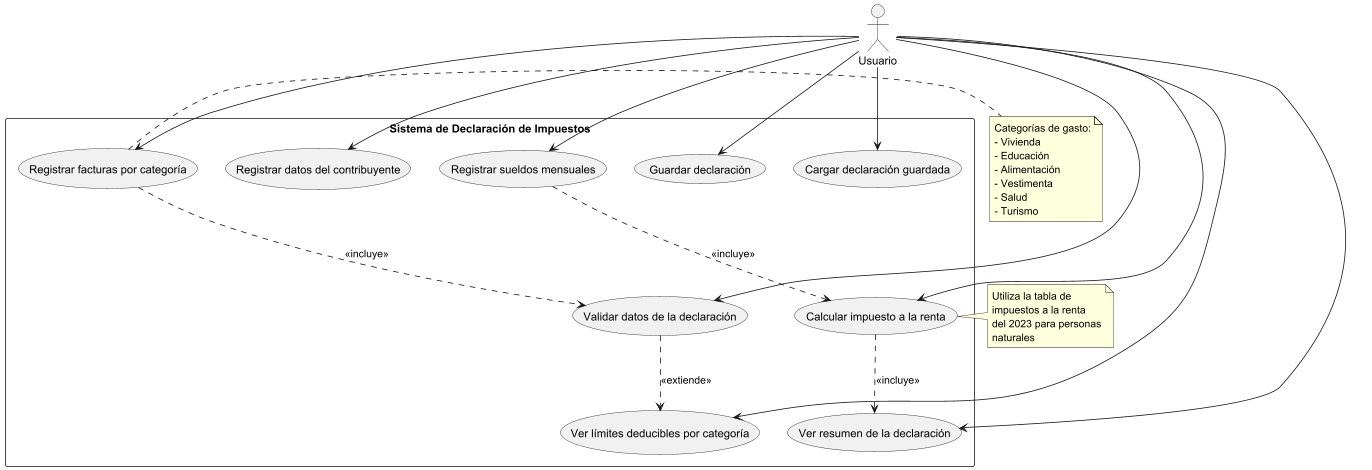 Usuario
Sistema de Declaración de Impuestos
Registrar facturas por categoría
Registrar datos del contribuyente
Registrar sueldos mensuales
Guardar declaración
Cargar declaración guardada
Categorías de gasto:
- Vivienda
- Educación
- Alimentación
- Vestimenta
- Salud
- Turismo
«incluye»
«incluye»
Validar datos de la declaración
Calcular impuesto a la renta
Utiliza la tabla de
impuestos a la renta
del 2023 para personas
naturales
«extiende»
«incluye»
Ver límites deducibles por categoría
Ver resumen de la declaración